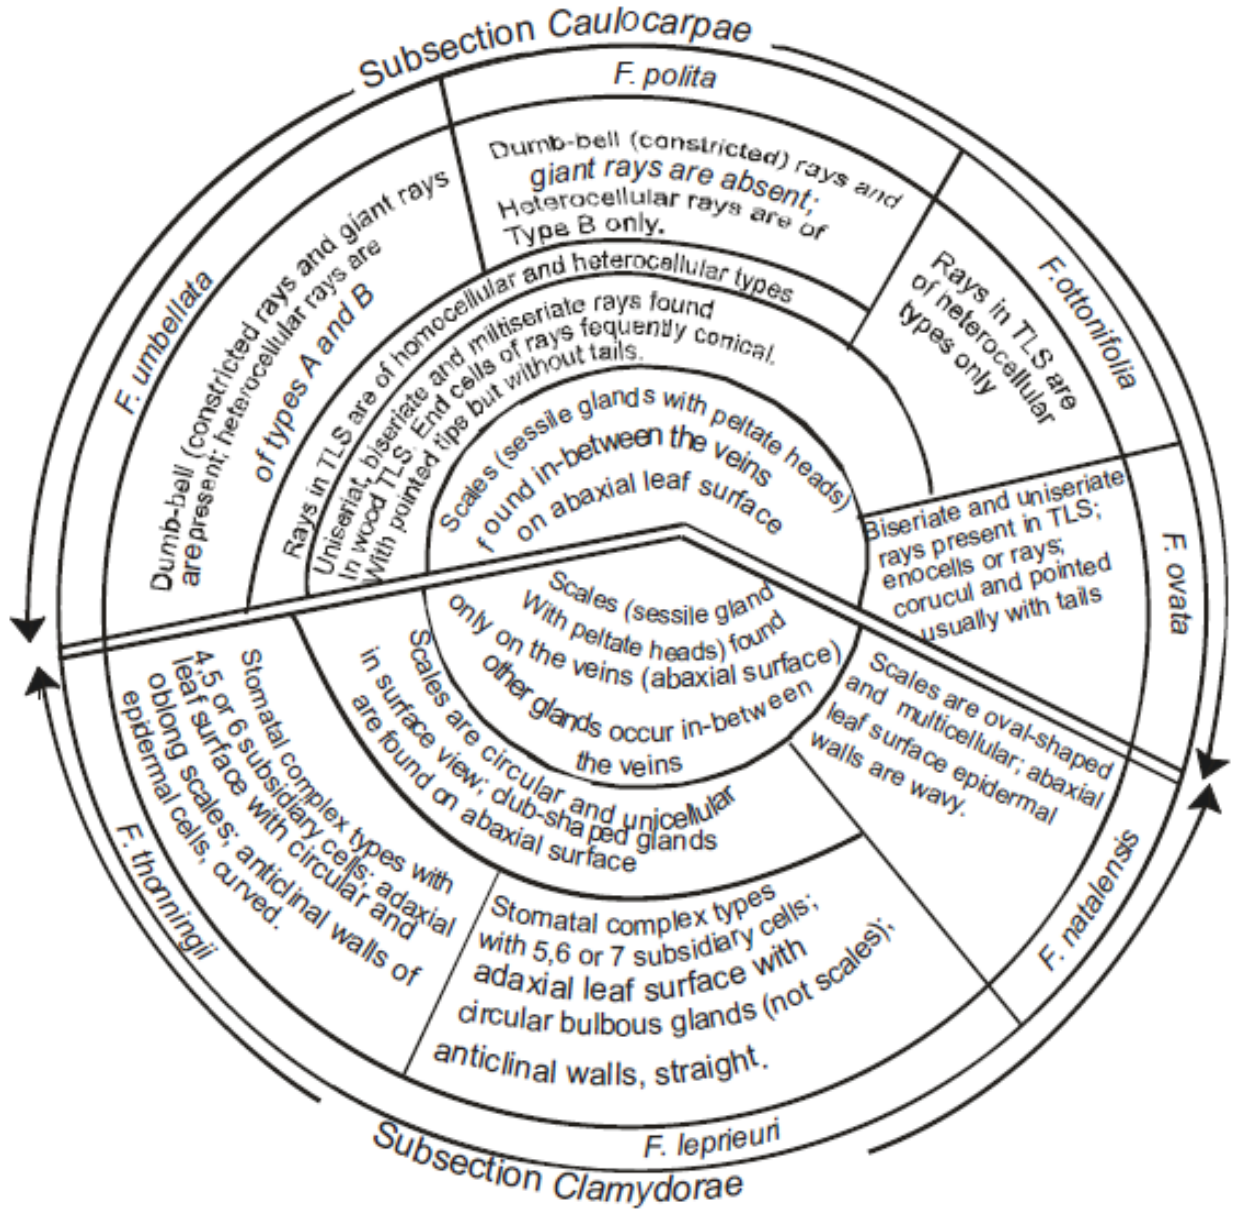 Subsection Caulocarpae
F. polita
Dumb-bell (constricted) rays and
giant rays are absent;
Heterocellular rays are of
Type B only.
F. umbellata
Dumb-bell (constricted rays and giant rays
are present; heterocellular rays are
of types A and B
F. ottonifolia
Rays in TLS are
of heterocellular
types only
Rays in TLS are of homocellular and heterocellular types
Uniseriat, biseriate and miltiseriate rays found
In wood TLS. End cells of rays fequently conical.
With pointed tips but without tails.
Scales (sessile glands with peltate heads)
found in-between the veins
on abaxial leaf surface
F. ovata
Biseriate and uniseriate
rays present in TLS;
enocells or rays;
corucul and pointed
usually with tails
Scales (sessile gland
With peltate heads) found
only on the veins (abaxial surface)
other glands occur in-between
the veins
Scales are circular and unicellular
in surface view; club-shaped glands
are found on abaxial surface
Scales are oval-shaped
and multicellular; abaxial
leaf surface epidermal
walls are wavy.
F. natalensis
Stomatal complex types with
4,5 or 6 subsidiary cells; adaxial
leaf surface with circular and
oblong scales; anticlinal walls of
epidermal cells, curved.
F. thonningii
Stomatal complex types
with 5,6 or 7 subsidiary cells;
adaxial leaf surface with
circular bulbous glands (not scales);
anticlinal walls, straight.
F. leprieuri
Subsection Clamydorae